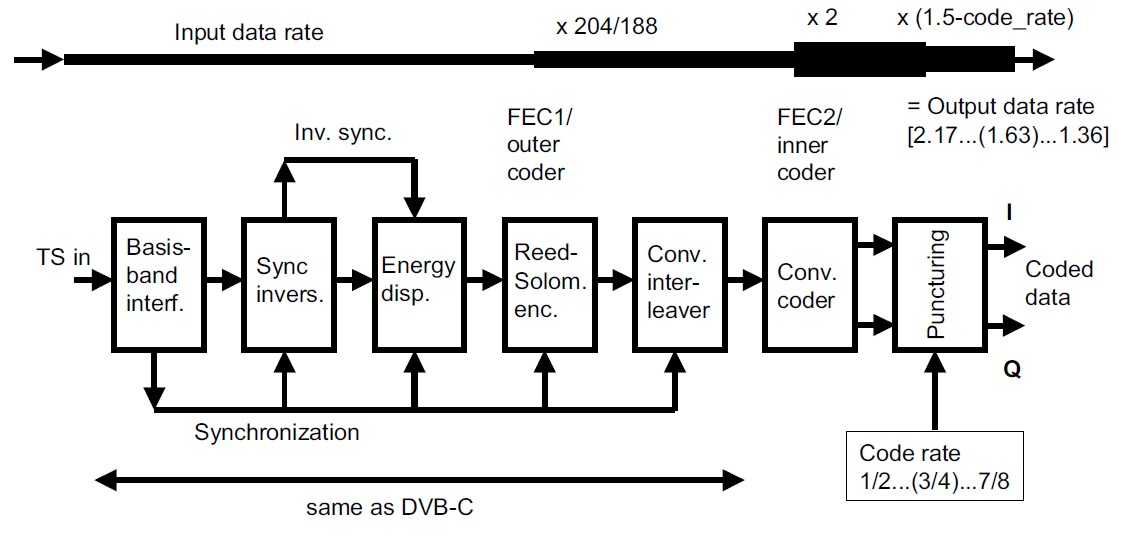 Input data rate
x 204/188
x 2
x (1.5-code_rate)
= Output data rate
[2.17...(1.63)...1.36]
FEC1/
outer
coder
FEC2/
inner
coder
Inv. sync.
TS in
Basis-
band
interf.
Sync
invers.
Energy
disp.
Reed-
Solom.
enc.
Conv.
inter-
leaver
Conv.
coder
Puncturing
I
Coded
data
Q
Synchronization
Code rate
1/2...(3/4)...7/8
same as DVB-C